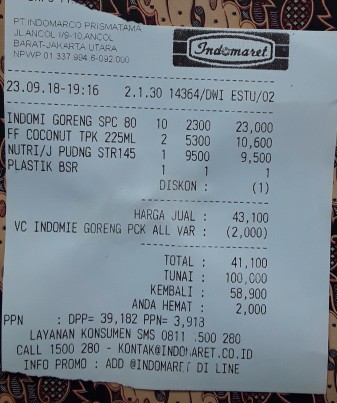 PT.INDOMARCO PRISMATAMA
JL.ANCOL I/9-10,ANCOL
BARAT-JAKARTA UTARA
NPWP 01.337.994.6-092.000
Indomaret
23.09.18-19:16 2.1.30 14364/DWI ESTU/02
INDOMI GORENG SPC 80 10 2300 23,000
FF COCONUT TPK 225ML 2 5300 10,600
NUTRI/J PUDNG STR145 1 9500 9,500
PLASTIK BSR 1 1 1
DISKON : (1)
HARGA JUAL : 43,100
VC INDOMIE GORENG PCK ALL VAR : (2,000)
TOTAL : 41,100
TUNAI : 100,000
KEMBALI : 58,900
ANDA HEMAT : 2,000
PPN : DPP= 39,182 PPN= 3,918
LAYANAN KONSUMEN SMS 0811 1500 280
CALL 1500 280 - KONTAK@INDOMARET.CO.ID
INFO PROMO : ADD @INDOMARET DI LINE